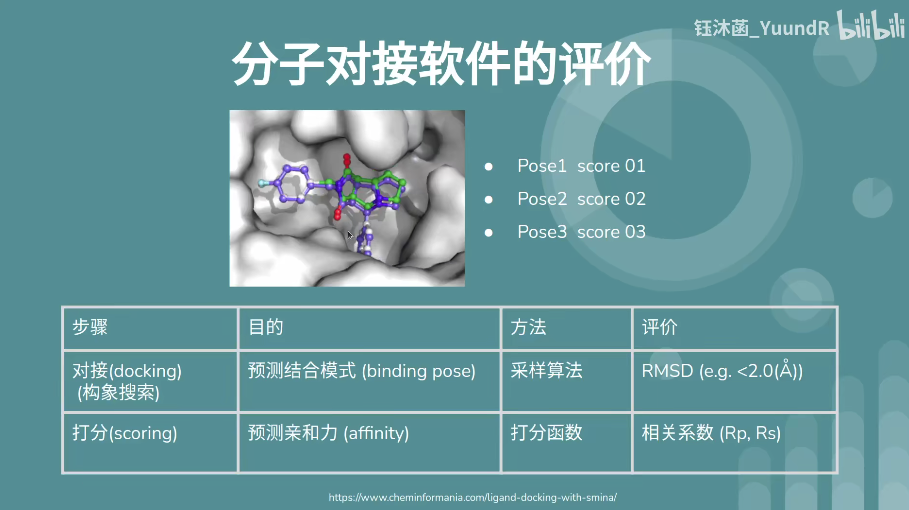 钰沐菡_YuundR bilibili
分子对接软件的评价
● Pose1 score 01
● Pose2 score 02
● Pose3 score 03
步骤 目的 方法 评价
对接(docking) 预测结合模式 (binding pose) 采样算法 RMSD (e.g. <2.0(Å))
(构象搜索)
打分(scoring) 预测亲和力 (affinity) 打分函数 相关系数 (Rp, Rs)
https://www.cheminformania.com/ligand-docking-with-smina/